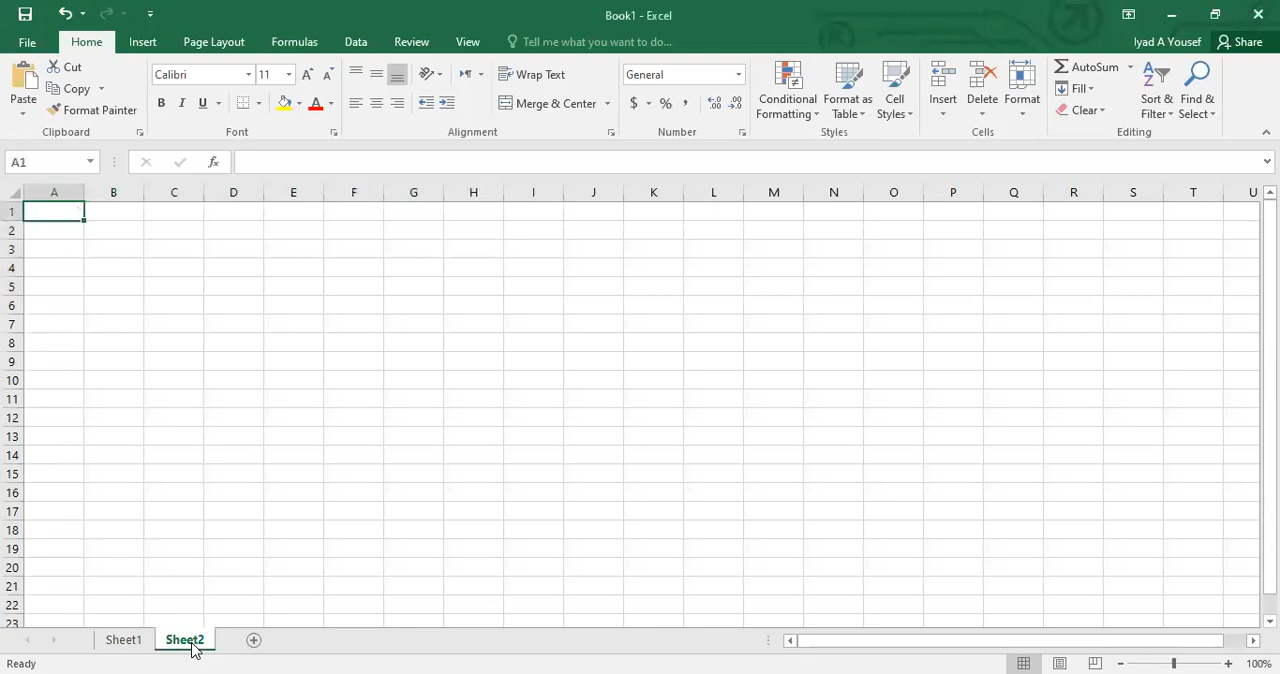 Book1 - Excel
File Home Insert Page Layout Formulas Data Review View Tell me what you want to do... Iyad A Yousef Share
Paste
Cut
Copy
Format Painter
Clipboard
Calibri 11
B I U
Font
Wrap Text
Merge & Center
Alignment
General
$ % ,
Number
Conditional Formatting
Format as Table
Cell Styles
Styles
Insert
Delete
Format
Cells
AutoSum
Fill
Clear
Sort & Filter
Find & Select
Editing
A1 fx
A B C D E F G H I J K L M N O P Q R S T U
1
2
3
4
5
6
7
8
9
10
11
12
13
14
15
16
17
18
19
20
21
22
23
Sheet1 Sheet2
Ready 100%